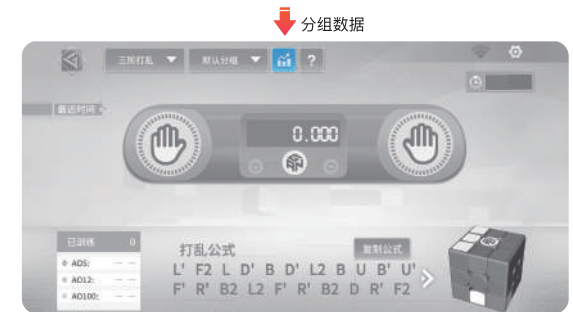 分组数据
三阶打乱
默认分组
?
最近时间
0.000
已训练 0
AO5: -- --
AO12: -- --
AO100: -- --
打乱公式
复制公式
L' F2 L D' B D' L2 B U B' U'
F' R' B2 L2 F' R' B2 D R' F2